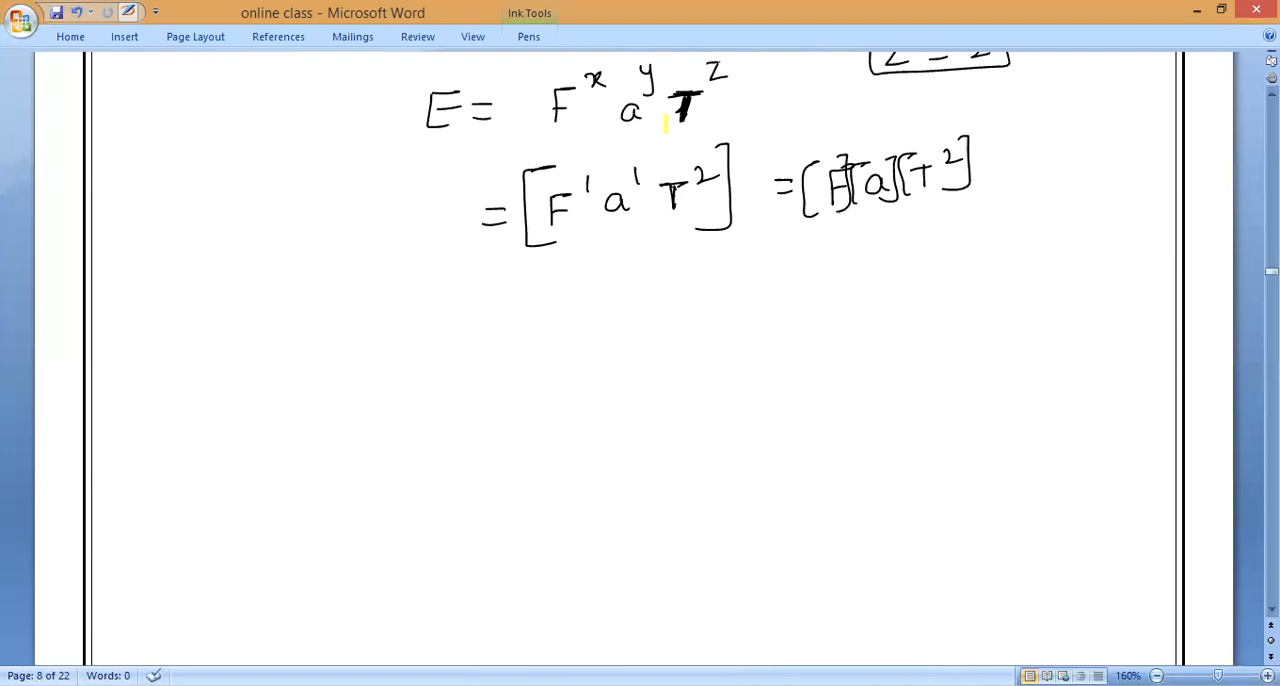 online class - Microsoft Word
Ink Tools
Home Insert Page Layout References Mailings Review View Pens
z = 2
E = F^x a^y T^z
= [F^1 a^1 T^2] = [F][a][T^2]
Page: 8 of 22 Words: 0 160%